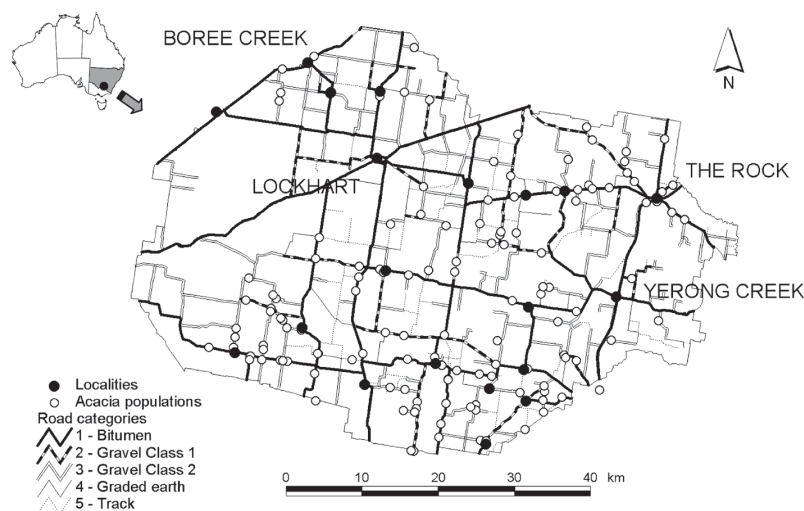 BOREE CREEK
N
THE ROCK
LOCKHART
YERONG CREEK
Localities
Acacia populations
Road categories
1 - Bitumen
2 - Gravel Class 1
3 - Gravel Class 2
4 - Graded earth
5 - Track
0 10 20 30 40 km